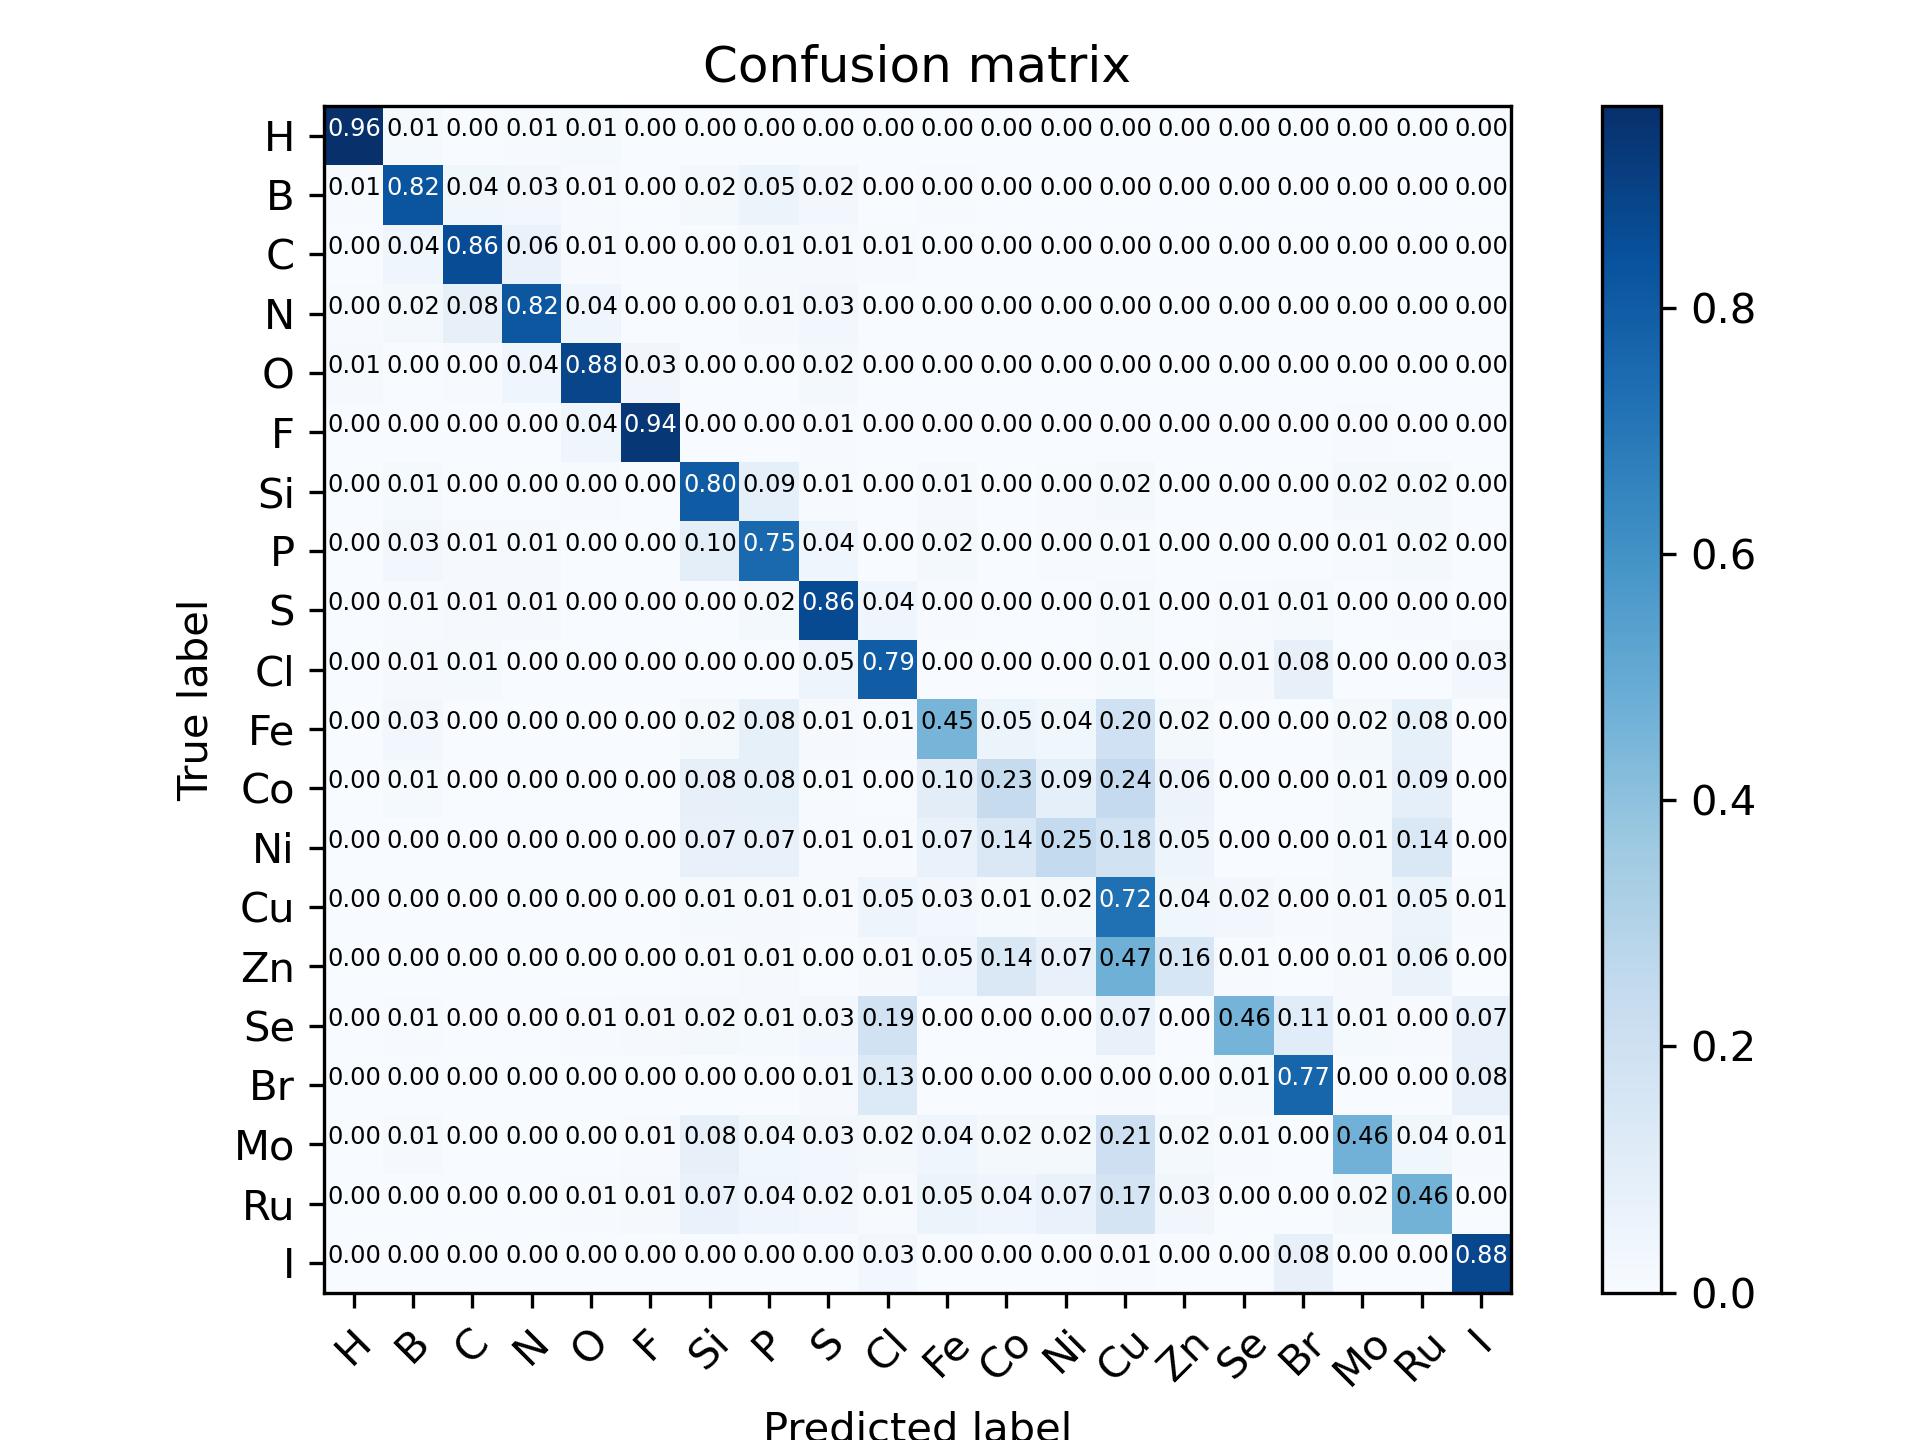 Confusion matrix
H 0.96 0.01 0.00 0.01 0.01 0.00 0.00 0.00 0.00 0.00 0.00 0.00 0.00 0.00 0.00 0.00 0.00 0.00 0.00 0.00
B 0.01 0.82 0.04 0.03 0.01 0.00 0.02 0.05 0.02 0.00 0.00 0.00 0.00 0.00 0.00 0.00 0.00 0.00 0.00 0.00
C 0.00 0.04 0.86 0.06 0.01 0.00 0.00 0.01 0.01 0.01 0.00 0.00 0.00 0.00 0.00 0.00 0.00 0.00 0.00 0.00
N 0.00 0.02 0.08 0.82 0.04 0.00 0.00 0.01 0.03 0.00 0.00 0.00 0.00 0.00 0.00 0.00 0.00 0.00 0.00 0.00
O 0.01 0.00 0.00 0.04 0.88 0.03 0.00 0.00 0.02 0.00 0.00 0.00 0.00 0.00 0.00 0.00 0.00 0.00 0.00 0.00
F 0.00 0.00 0.00 0.00 0.04 0.94 0.00 0.00 0.01 0.00 0.00 0.00 0.00 0.00 0.00 0.00 0.00 0.00 0.00 0.00
Si 0.00 0.01 0.00 0.00 0.00 0.00 0.80 0.09 0.01 0.00 0.01 0.00 0.00 0.02 0.00 0.00 0.00 0.02 0.02 0.00
P 0.00 0.03 0.01 0.01 0.00 0.00 0.10 0.75 0.04 0.00 0.02 0.00 0.00 0.01 0.00 0.00 0.00 0.01 0.02 0.00
S 0.00 0.01 0.01 0.01 0.00 0.00 0.00 0.02 0.86 0.04 0.00 0.00 0.00 0.01 0.00 0.01 0.01 0.00 0.00 0.00
Cl 0.00 0.01 0.01 0.00 0.00 0.00 0.00 0.00 0.05 0.79 0.00 0.00 0.00 0.01 0.00 0.01 0.08 0.00 0.00 0.03
Fe 0.00 0.03 0.00 0.00 0.00 0.00 0.02 0.08 0.01 0.01 0.45 0.05 0.04 0.20 0.02 0.00 0.00 0.02 0.08 0.00
Co 0.00 0.01 0.00 0.00 0.00 0.00 0.08 0.08 0.01 0.00 0.10 0.23 0.09 0.24 0.06 0.00 0.00 0.01 0.09 0.00
Ni 0.00 0.00 0.00 0.00 0.00 0.00 0.07 0.07 0.01 0.01 0.07 0.14 0.25 0.18 0.05 0.00 0.00 0.01 0.14 0.00
Cu 0.00 0.00 0.00 0.00 0.00 0.00 0.01 0.01 0.01 0.05 0.03 0.01 0.02 0.72 0.04 0.02 0.00 0.01 0.05 0.01
Zn 0.00 0.00 0.00 0.00 0.00 0.00 0.01 0.01 0.00 0.01 0.05 0.14 0.07 0.47 0.16 0.01 0.00 0.01 0.06 0.00
Se 0.00 0.01 0.00 0.00 0.01 0.01 0.02 0.01 0.03 0.19 0.00 0.00 0.00 0.07 0.00 0.46 0.11 0.01 0.00 0.07
Br 0.00 0.00 0.00 0.00 0.00 0.00 0.00 0.00 0.01 0.13 0.00 0.00 0.00 0.00 0.00 0.01 0.77 0.00 0.00 0.08
Mo 0.00 0.01 0.00 0.00 0.00 0.01 0.08 0.04 0.03 0.02 0.04 0.02 0.02 0.21 0.02 0.01 0.00 0.46 0.04 0.01
Ru 0.00 0.00 0.00 0.00 0.01 0.01 0.07 0.04 0.02 0.01 0.05 0.04 0.07 0.17 0.03 0.00 0.00 0.02 0.46 0.00
I 0.00 0.00 0.00 0.00 0.00 0.00 0.00 0.00 0.00 0.03 0.00 0.00 0.00 0.01 0.00 0.00 0.08 0.00 0.00 0.88
H B C N O F Si P S Cl Fe Co Ni Cu Zn Se Br Mo Ru I
Predicted label
True label
0.8
0.6
0.4
0.2
0.0